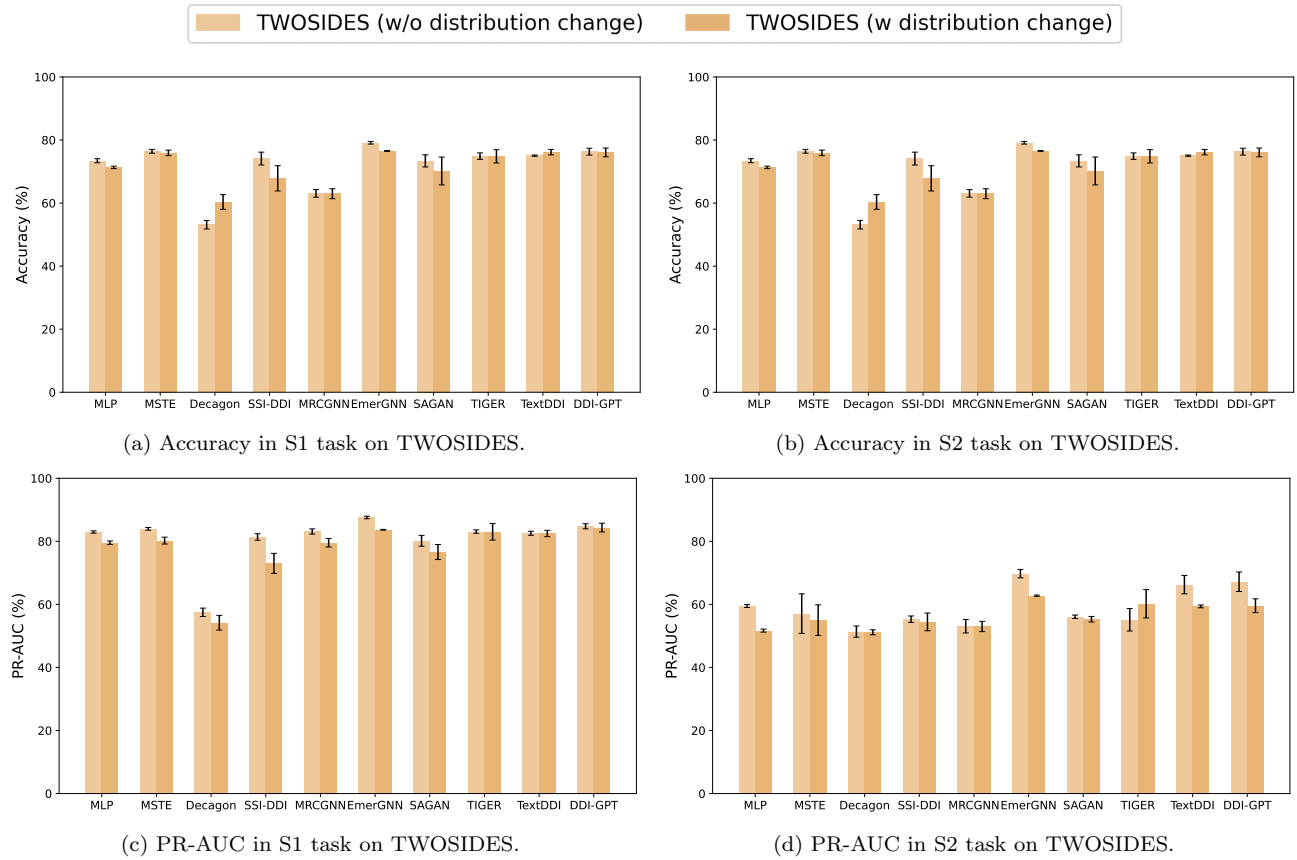 TWOSIDES (w/o distribution change) TWOSIDES (w distribution change)
100
80
60
40
20
0
Accuracy (%)
MLP MSTE Decagon SSI-DDI MRCGNN EmerGNN SAGAN TIGER TextDDI DDI-GPT
(a) Accuracy in S1 task on TWOSIDES.
100
80
60
40
20
0
Accuracy (%)
MLP MSTE Decagon SSI-DDI MRCGNN EmerGNN SAGAN TIGER TextDDI DDI-GPT
(b) Accuracy in S2 task on TWOSIDES.
100
80
60
40
20
0
PR-AUC (%)
MLP MSTE Decagon SSI-DDI MRCGNN EmerGNN SAGAN TIGER TextDDI DDI-GPT
(c) PR-AUC in S1 task on TWOSIDES.
100
80
60
40
20
0
PR-AUC (%)
MLP MSTE Decagon SSI-DDI MRCGNN EmerGNN SAGAN TIGER TextDDI DDI-GPT
(d) PR-AUC in S2 task on TWOSIDES.